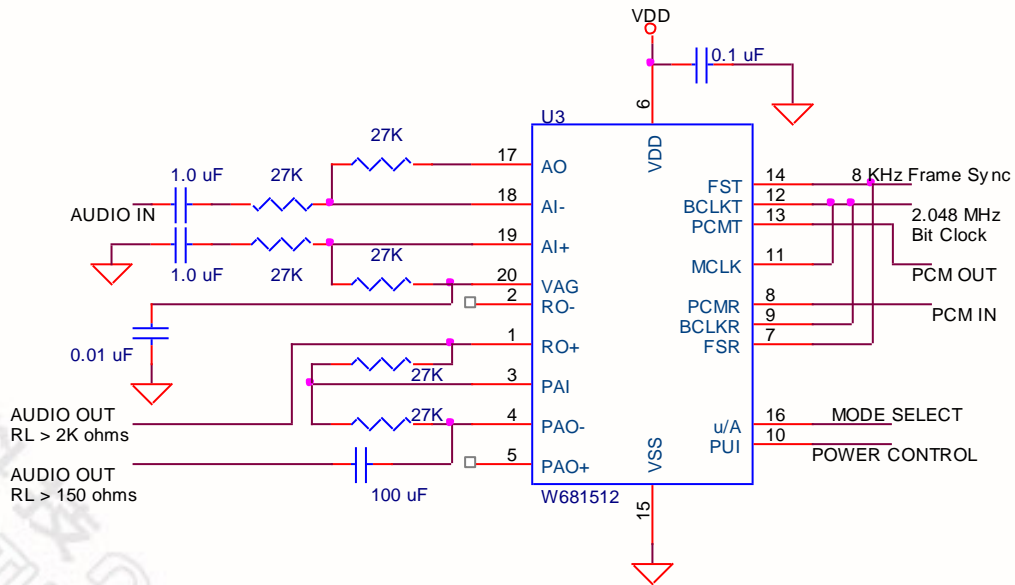 VDD
0.1 uF
6
U3
VDD
27K
17
AO
1.0 uF
27K
18
AI-
AUDIO IN
19
AI+
1.0 uF
27K
27K
20
VAG
2
RO-
0.01 uF
1
RO+
27K
3
PAI
AUDIO OUT
RL > 2K ohms
27K
4
PAO-
AUDIO OUT
RL > 150 ohms
100 uF
5
PAO+
FST
14
8 KHz Frame Sync
BCLKT
12
2.048 MHz
Bit Clock
PCMT
13
PCM OUT
MCLK
11
PCMR
8
PCM IN
BCLKR
9
FSR
7
u/A
16
MODE SELECT
PUI
10
POWER CONTROL
VSS
W681512
15